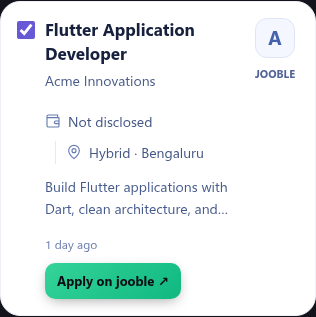 Flutter Application
Developer
A
JOOBLE
Acme Innovations
Not disclosed
Hybrid · Bengaluru
Build Flutter applications with
Dart, clean architecture, and...
1 day ago
Apply on jooble ↗